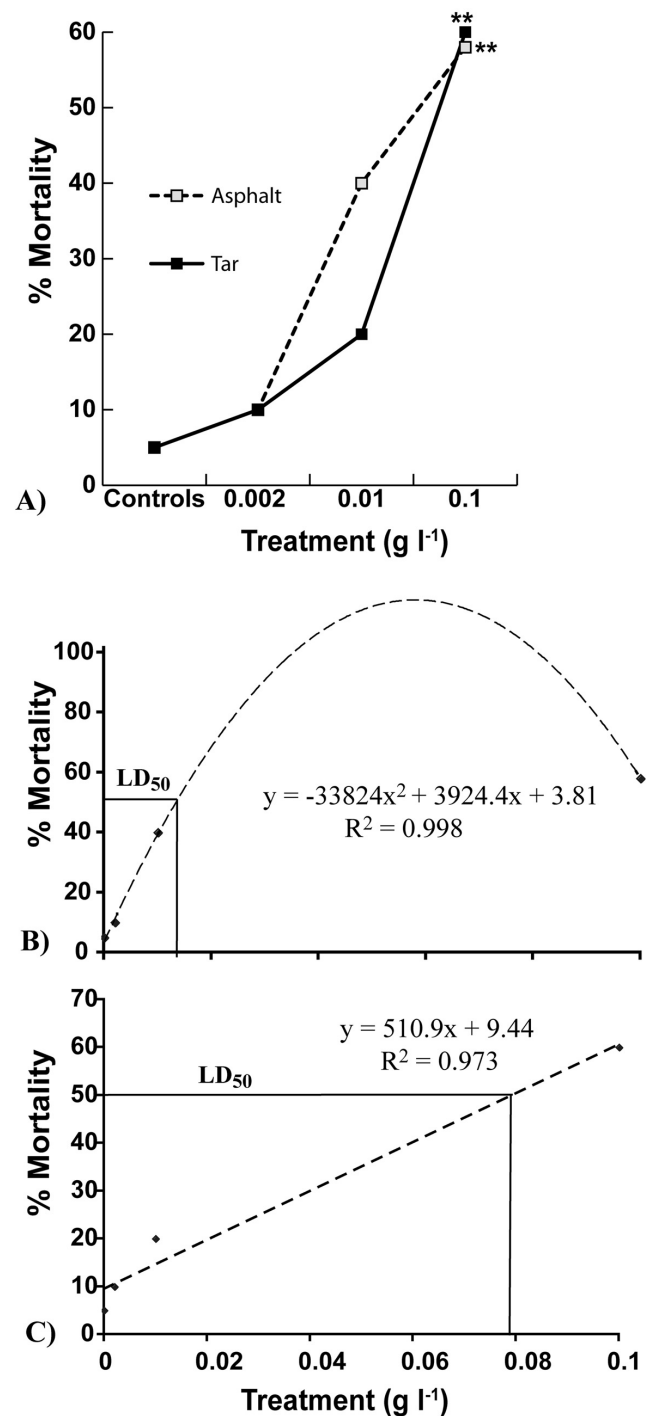 60
**
**
50
40
Asphalt
30
Tar
20
10
0
% Mortality
Controls 0.002 0.01 0.1
A)
Treatment (g l⁻¹)
100
80
LD₅₀
60
y = -33824x² + 3924.4x + 3.81
R² = 0.998
40
20
0
% Mortality
B)
70
y = 510.9x + 9.44
60
R² = 0.973
LD₅₀
50
40
30
20
10
0
% Mortality
C)
0 0.02 0.04 0.06 0.08 0.1
Treatment (g l⁻¹)